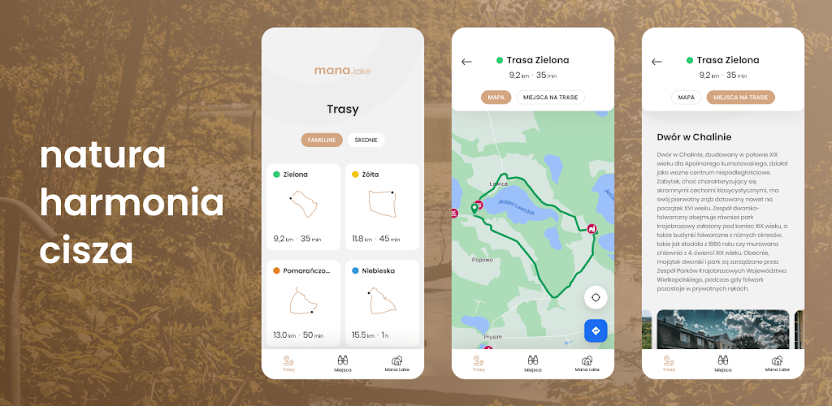 natura
harmonia
cisza
mana.lake
Trasy
FAMILIJNE
ŚREDNIE
Zielona
9,2 km · 35 min
Żółta
11.8 km · 45 min
Pomarańczo...
13.0 km · 50 min
Niebieska
15.5 km · 1 h
Trasy
Miejsca
Mana Lake
Trasa Zielona
9,2 km · 35 min
MAPA
MIEJSCA NA TRASIE
Ławica
Jezioro Ławickie
Popowo
Prusim
Trasy
Miejsca
Mana Lake
Trasa Zielona
9,2 km · 35 min
MAPA
MIEJSCA NA TRASIE
Dwór w Chalinie
Dwór w Chalinie, zbudowany w połowie XIX
wieku dla Apolinarego Kurnatowskiego, działał
jako ważne centrum niepodległościowe.
Zabytek, choć charakteryzujący się
skromnymi cechami klasycystycznymi, ma
swój pierwotny zrąb datowany nawet na
początek XVI wieku. Zespół dworsko-
folwarczny obejmuje również park
krajobrazowy założony pod koniec XIX wieku, a
także budynki folwarczne z różnych okresów,
takie jak stodoła z 1886 roku czy murowana
chlewnia z 4. ćwierci XIX wieku. Obecnie,
majątek dworski i park są zarządzane przez
Zespół Parków Krajobrazowych Województwa
Wielkopolskiego, podczas gdy folwark
pozostaje w prywatnych rękach.
Trasy
Miejsca
Mana Lake